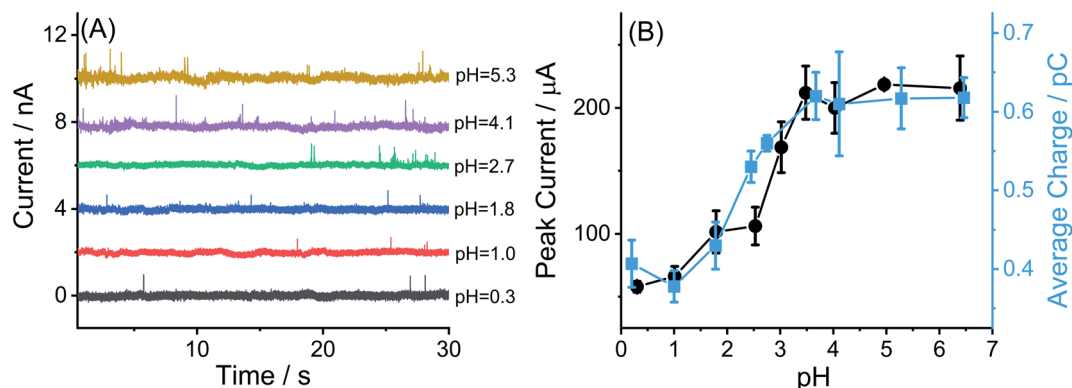 (A)
12
8
4
0
Current / nA
pH=5.3
pH=4.1
pH=2.7
pH=1.8
pH=1.0
pH=0.3
10
20
30
Time / s
(B)
200
100
Peak Current / μA
0.7
0.6
0.5
0.4
Average Charge / pC
0
1
2
3
4
5
6
7
pH